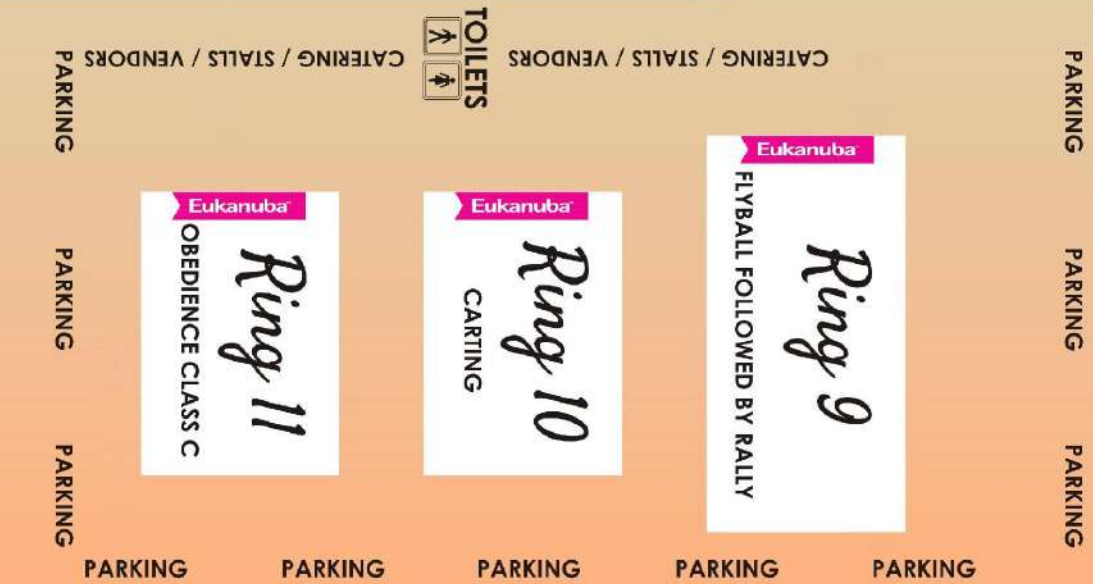 TOILETS
CATERING / STALLS / VENDORS
CATERING / STALLS / VENDORS
PARKING
PARKING
PARKING
PARKING
PARKING
PARKING
Eukanuba
Ring 11
OBEDIENCE CLASS C
Eukanuba
Ring 10
CARTING
Eukanuba
Ring 9
FLYBALL FOLLOWED BY RALLY
PARKING
PARKING
PARKING
PARKING
PARKING